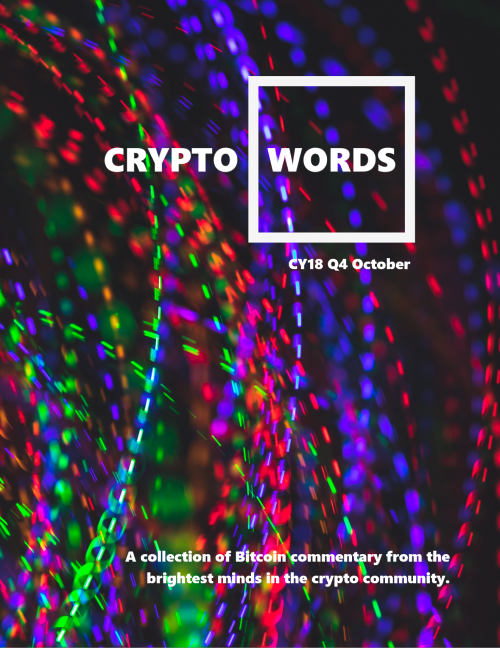 CRYPTO WORDS
CY18 Q4 October
A collection of Bitcoin commentary from the
brightest minds in the crypto community.